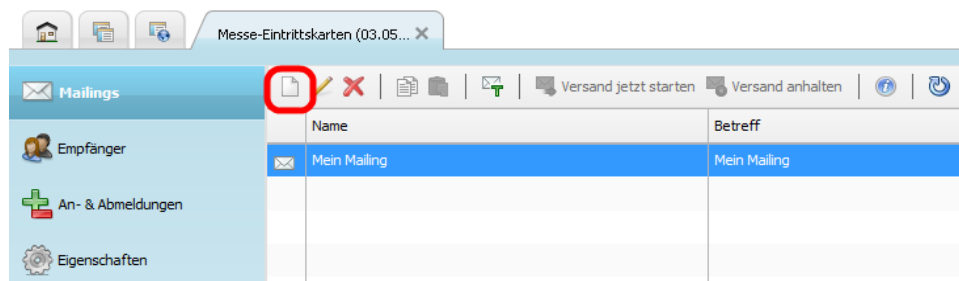 Messe-Eintrittskarten (03.05...
Mailings
Versand jetzt starten Versand anhalten
Name Betreff
Empfänger
Mein Mailing Mein Mailing
An- & Abmeldungen
Eigenschaften